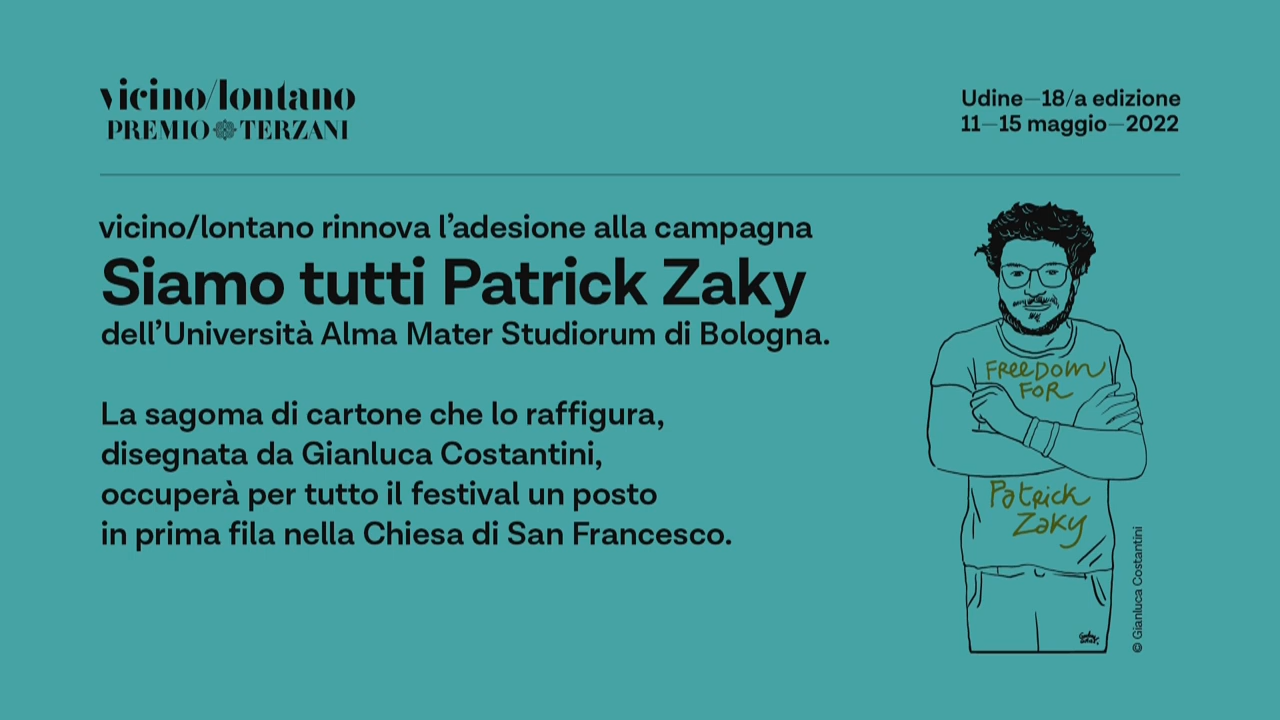 vicino/lontano
PREMIO TERZANI
Udine—18/a edizione
11—15 maggio—2022
vicino/lontano rinnova l’adesione alla campagna
Siamo tutti Patrick Zaky
dell’Università Alma Mater Studiorum di Bologna.
La sagoma di cartone che lo raffigura,
disegnata da Gianluca Costantini,
occuperà per tutto il festival un posto
in prima fila nella Chiesa di San Francesco.
FReeDom
FOR
Patrick
Zaky
© Gianluca Costantini